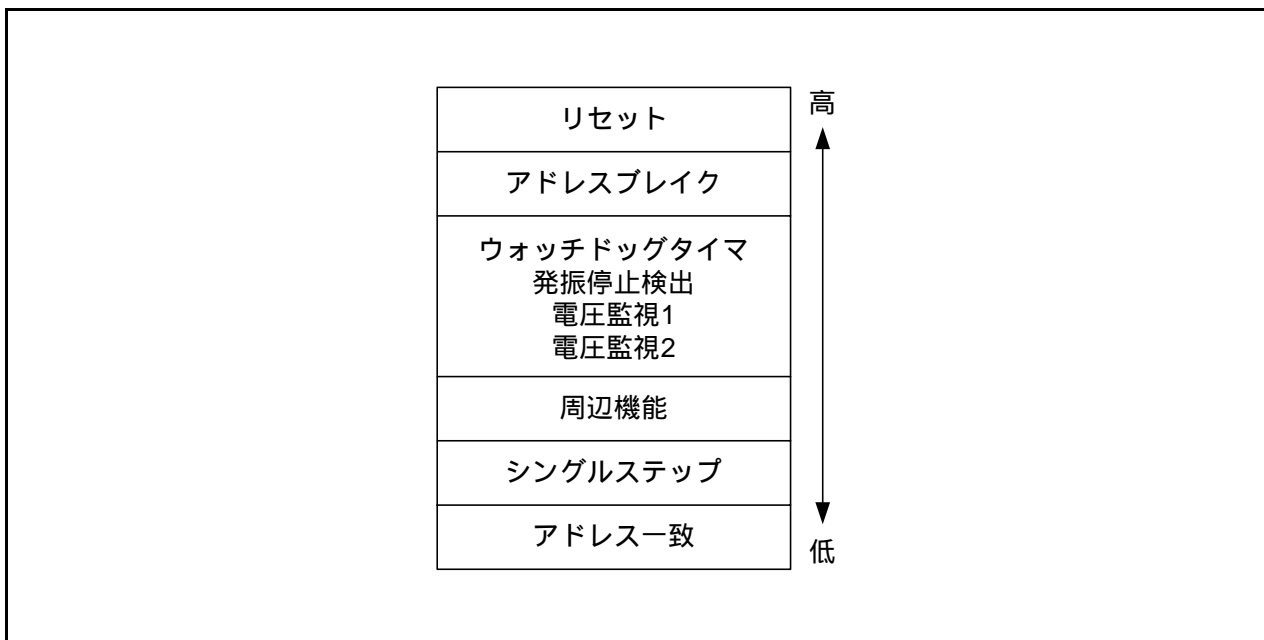 リセット
高
アドレスブレイク
ウォッチドッグタイマ
発振停止検出
電圧監視1
電圧監視2
周辺機能
シングルステップ
アドレス一致
低